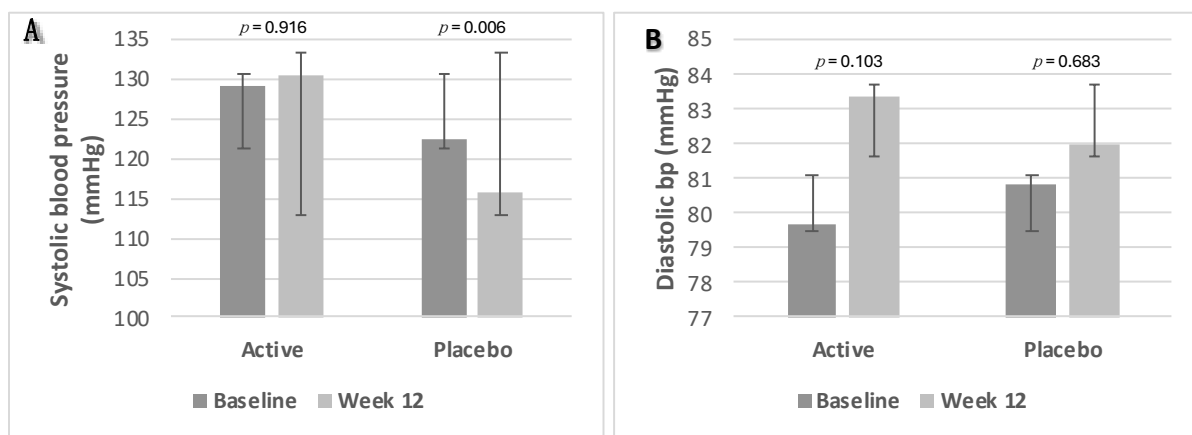 A
p = 0.916
p = 0.006
Systolic blood pressure
(mmHg)
135
130
125
120
115
110
105
100
Active
Placebo
Baseline
Week 12
B
p = 0.103
p = 0.683
Diastolic bp (mmHg)
85
84
83
82
81
80
79
78
77
Active
Placebo
Baseline
Week 12